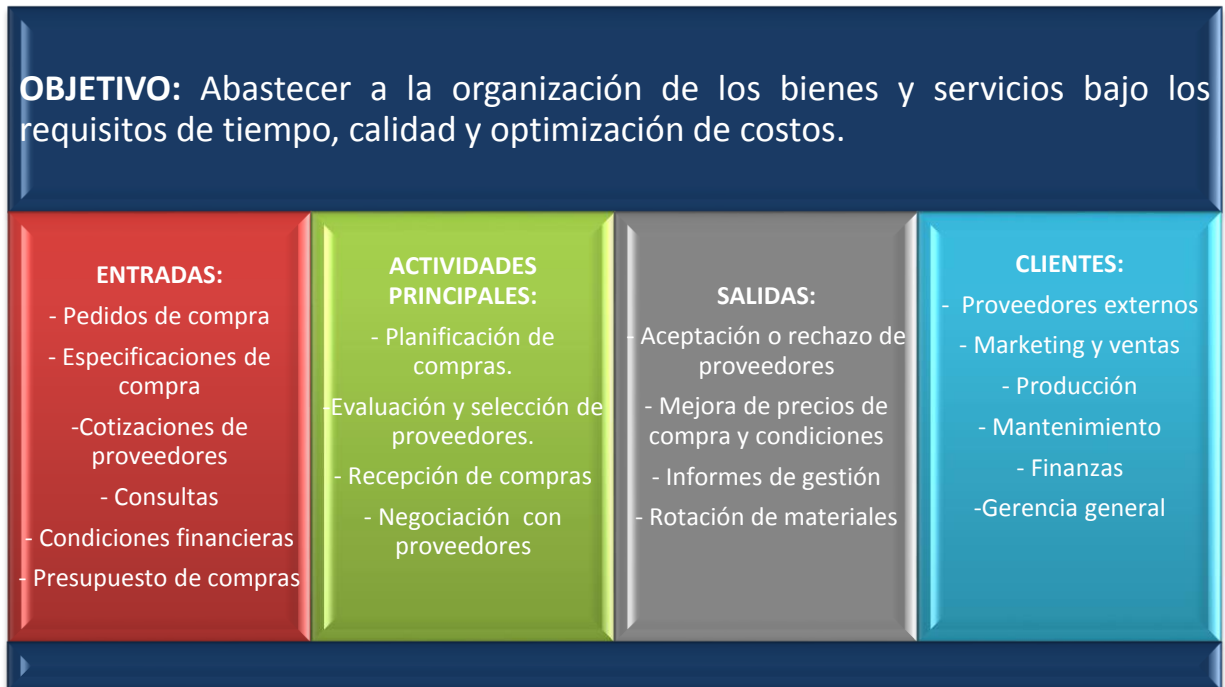 OBJETIVO: Abastecer a la organización de los bienes y servicios bajo los
requisitos de tiempo, calidad y optimización de costos.
ENTRADAS:
- Pedidos de compra
- Especificaciones de
compra
-Cotizaciones de
proveedores
- Consultas
- Condiciones financieras
- Presupuesto de compras
ACTIVIDADES
PRINCIPALES:
- Planificación de
compras.
-Evaluación y selección de
proveedores.
- Recepción de compras
- Negociación con
proveedores
SALIDAS:
- Aceptación o rechazo de
proveedores
- Mejora de precios de
compra y condiciones
- Informes de gestión
- Rotación de materiales
CLIENTES:
- Proveedores externos
- Marketing y ventas
- Producción
- Mantenimiento
- Finanzas
-Gerencia general